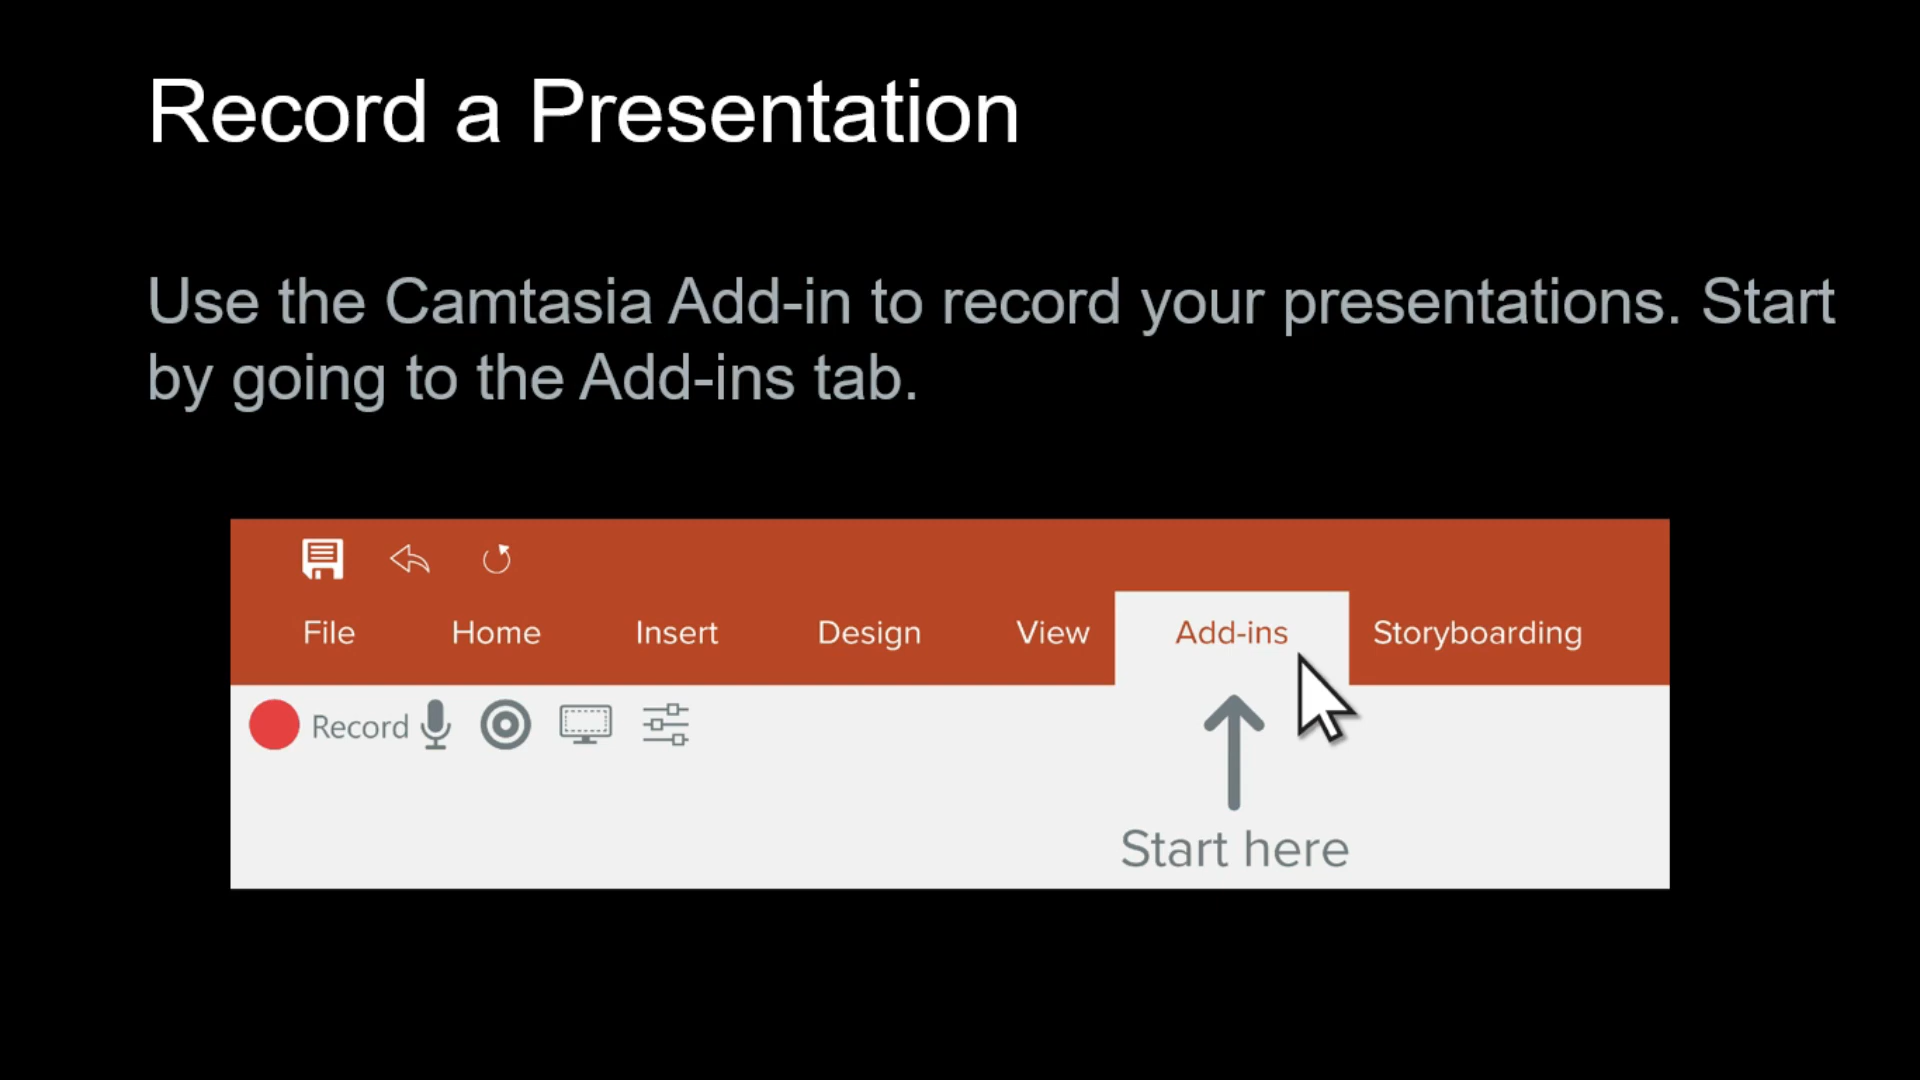 Record a Presentation
Use the Camtasia Add-in to record your presentations. Start
by going to the Add-ins tab.
File Home Insert Design View Add-ins Storyboarding
Record
Start here